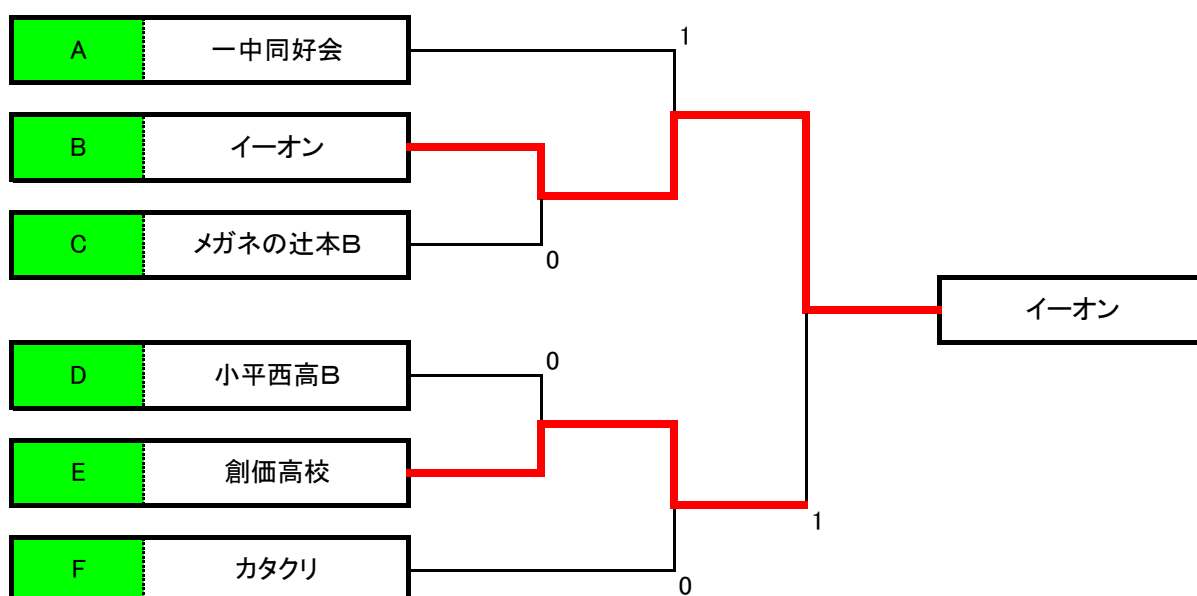 1
A 一中同好会
B イーオン
C メガネの辻本B
0
イーオン
0
D 小平西高B
E 創価高校
1
F カタクリ
0